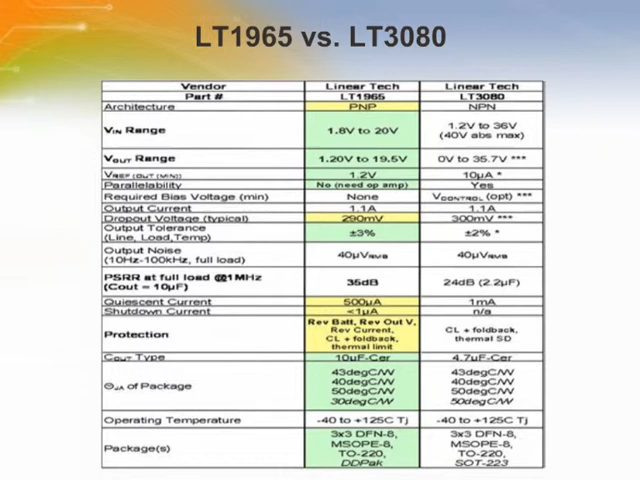 LT1965 vs. LT3080
Vendor Linear Tech Linear Tech
Part # LT1965 LT3080
Architecture PNP NPN
VIN Range 1.8V to 20V 1.2V to 36V
(40V abs max)
VOUT Range 1.20V to 19.5V 0V to 35.7V ***
VREF (OUT (MIN)) 1.2V 10µA *
Parallelability No (need op amp) Yes
Required Bias Voltage (min) None VCONTROL (opt) ***
Output Current 1.1A 1.1A
Dropout Voltage (typical) 290mV 300mV ***
Output Tolerance
(Line, Load,Temp) ±3% ±2% *
Output Noise
(10Hz-100kHz, full load) 40µVRMS 40µVRMS
PSRR at full load @1MHz
(Cout = 10µF) 35dB 24dB (2.2µF)
Quiescent Current 500µA 1mA
Shutdown Current <1µA n/a
Protection Rev Batt, Rev Out V,
Rev Current,
CL + foldback,
thermal limit
CL + foldback,
thermal SD
COUT Type 10uF-Cer 4.7uF-Cer
ΘJA of Package 43degC/W 43degC/W
40degC/W 40degC/W
50degC/W 50degC/W
30degC/W 50degC/W
Operating Temperature -40 to +125C Tj -40 to +125C Tj
Package(s) 3x3 DFN-8, 3x3 DFN-8,
MSOPE-8, MSOPE-8,
TO-220, TO-220,
DDPak SOT-223